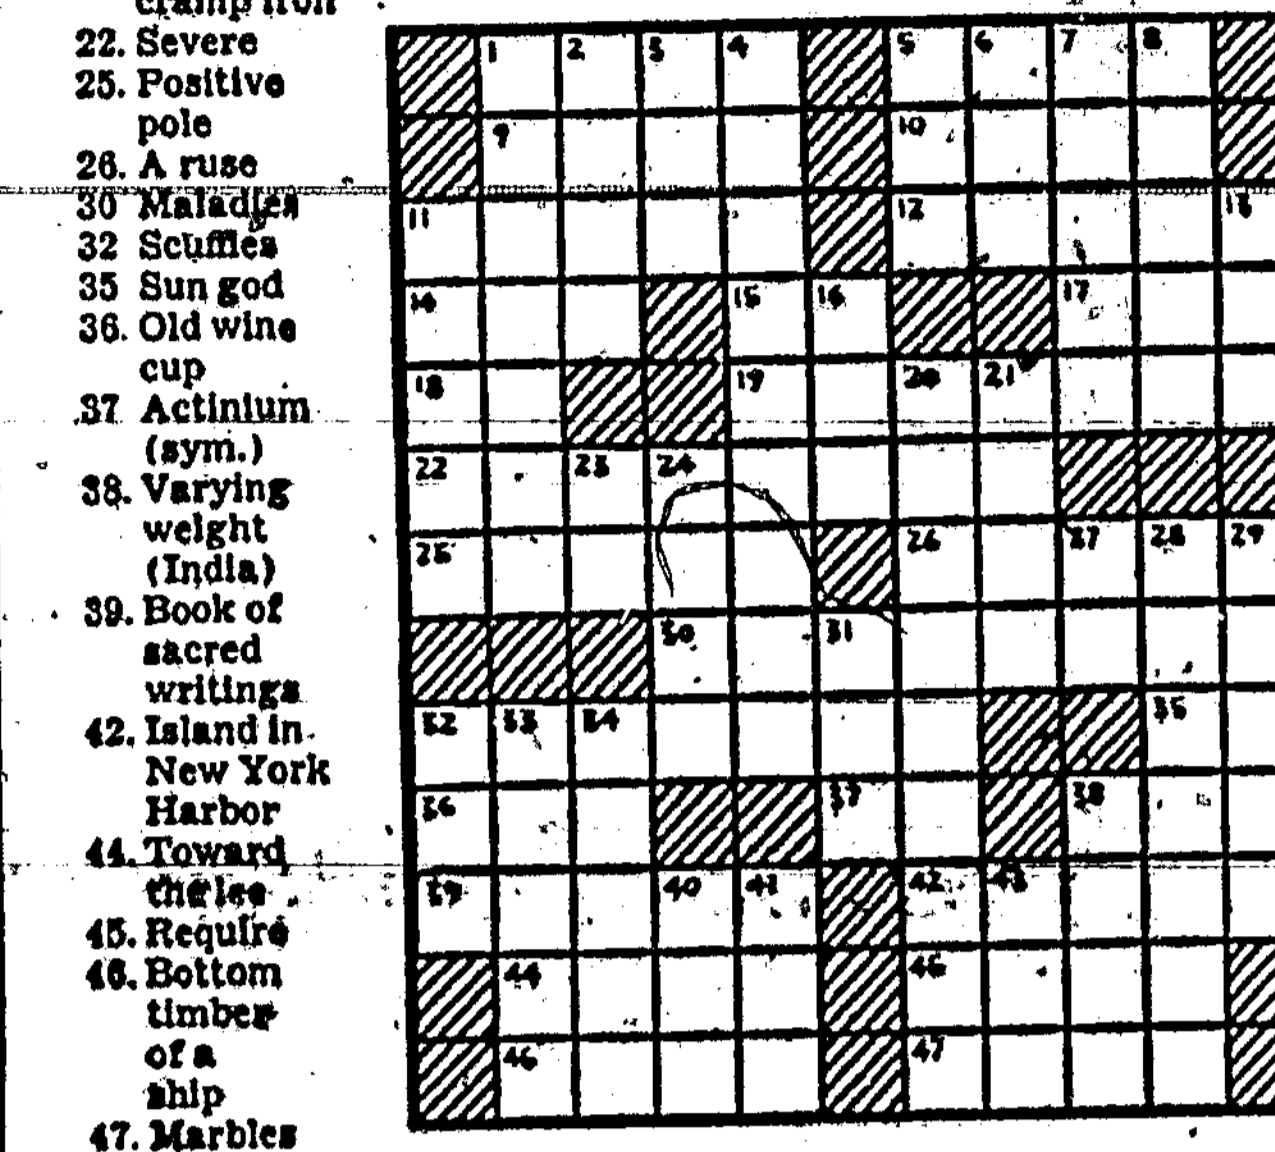 cramp iron
22. Severe
25. Positive
pole
26. A ruse
30 Maladies
32 Scuffles
35 Sun god
36. Old wine
cup
37 Actinium
(sym.)
38. Varying
weight
(India)
39. Book of
sacred
writings
42. Island in
New York
Harbor
44. Toward
the lee
45. Require
46. Bottom
timber
of a
ship
47. Marbles
1 2 3 4 5 6 7 8
9 10
11 12 13
14 15 16 17
18 19 20 21
22 23 24
25 26 27 28 29
30 31
32 33 34 35
36 37 38
39 40 41 42 43
44 45
46 47